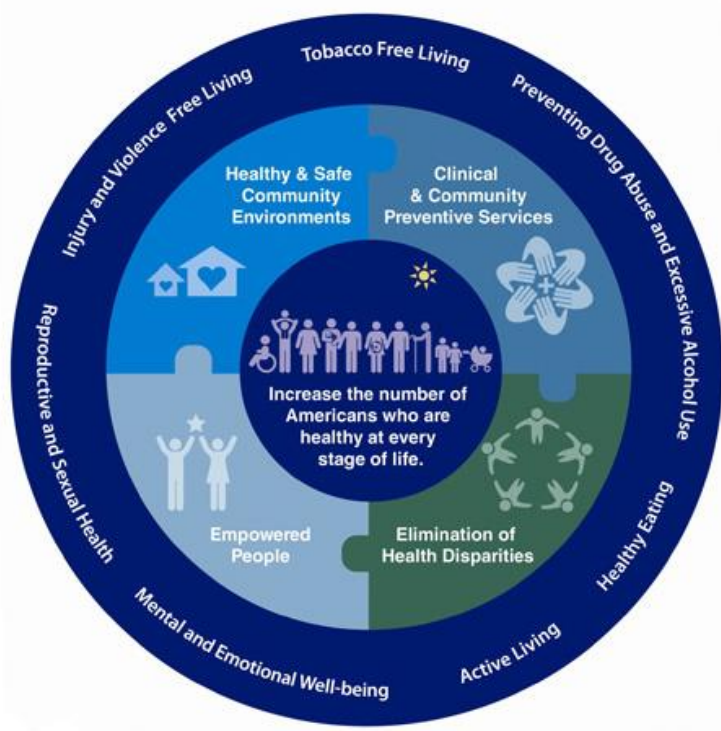 Tobacco Free Living
Preventing Drug Abuse and Excessive Alcohol Use
Healthy Eating
Active Living
Mental and Emotional Well-being
Reproductive and Sexual Health
Injury and Violence Free Living
Healthy & Safe
Community
Environments
Clinical
& Community
Preventive Services
Elimination of
Health Disparities
Empowered
People
Increase the number of
Americans who are
healthy at every
stage of life.